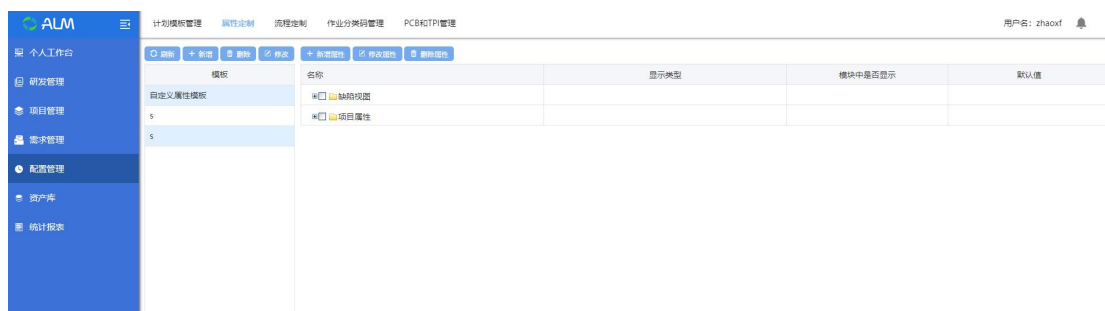 ALM 计划模板管理 属性定制 流程定制 作业分类码管理 PCB和TPI管理 用户名：zhaoxf
个人工作台
研发管理
项目管理
需求管理
配置管理
资产库
统计报表
刷新 新增 删除 修改 新增属性 修改属性 删除属性
模板 名称 显示类型 模块中是否显示 默认值
自定义属性模板 缺陷视图
s 项目属性
s